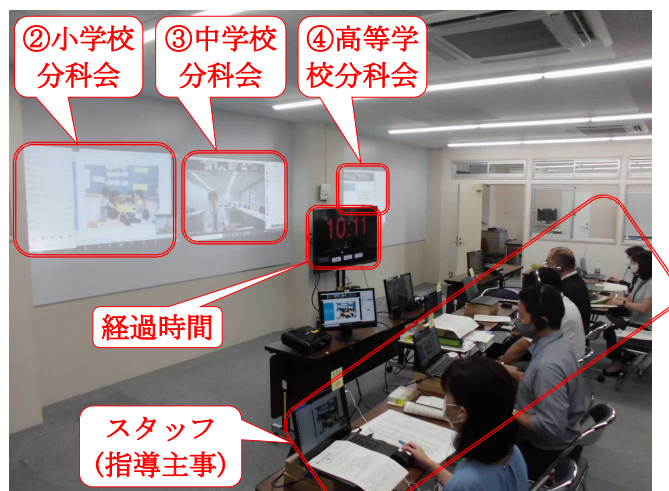 ②小学校
分科会
③中学校
分科会
④高等学
校分科会
10:11
経過時間
スタッフ
(指導主事)